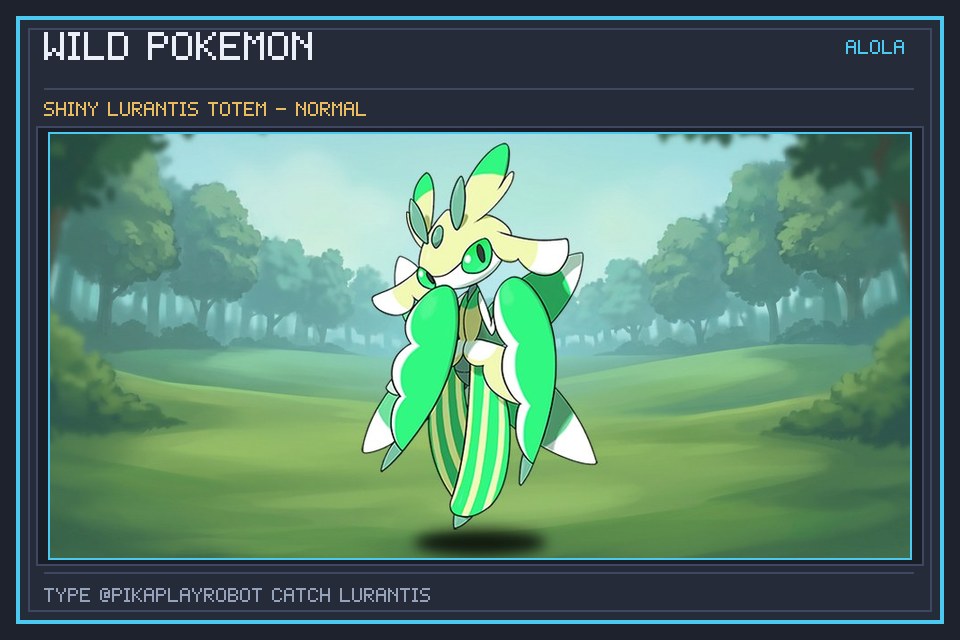 WILD POKEMON
ALOLA
SHINY LURANTIS TOTEM - NORMAL
TYPE @PIKAPLAYROBOT CATCH LURANTIS